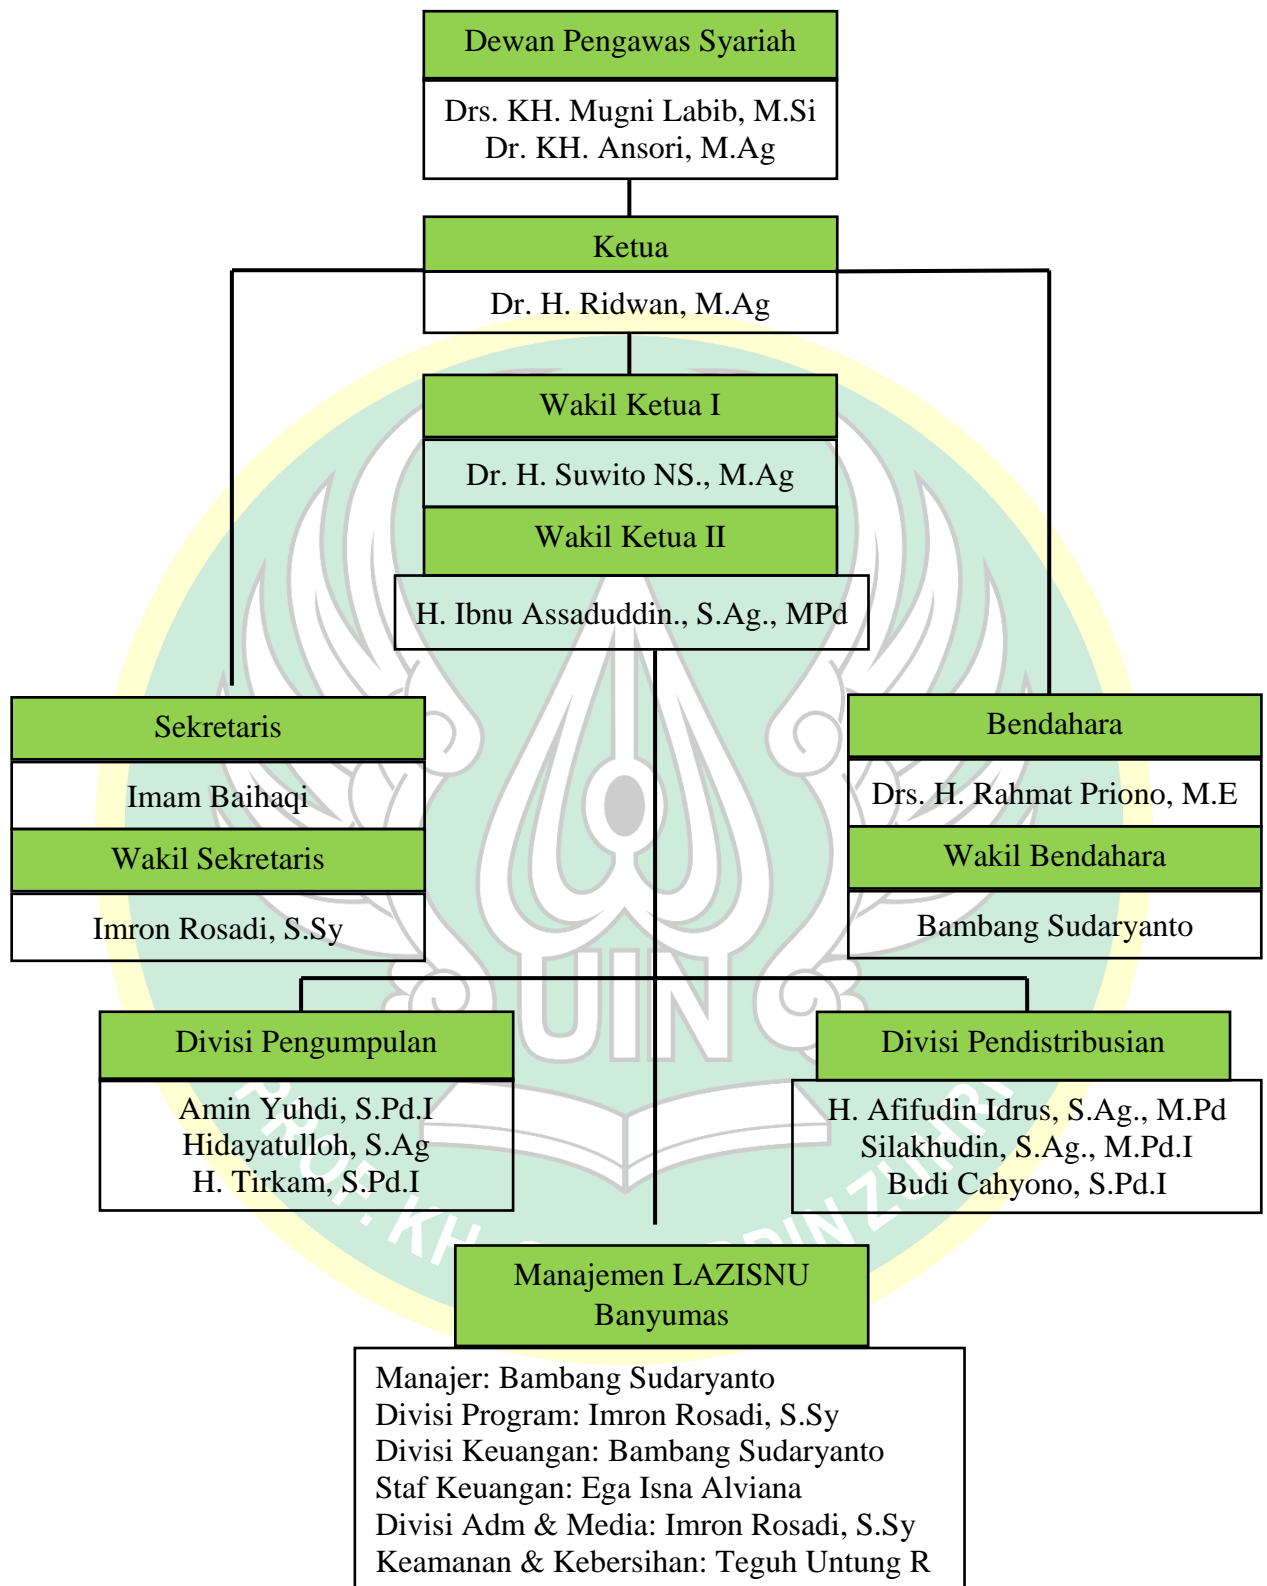 Dewan Pengawas Syariah
Drs. KH. Mugni Labib, M.Si
Dr. KH. Ansori, M.Ag
Ketua
Dr. H. Ridwan, M.Ag
Wakil Ketua I
Dr. H. Suwito NS., M.Ag
Wakil Ketua II
H. Ibnu Assaduddin., S.Ag., MPd
Sekretaris
Imam Baihaqi
Wakil Sekretaris
Imron Rosadi, S.Sy
Bendahara
Drs. H. Rahmat Priono, M.E
Wakil Bendahara
Bambang Sudaryanto
UIN
Divisi Pengumpulan
Amin Yuhdi, S.Pd.I
Hidayatulloh, S.Ag
H. Tirkam, S.Pd.I
Divisi Pendistribusian
H. Afifudin Idrus, S.Ag., M.Pd
Silakhudin, S.Ag., M.Pd.I
Budi Cahyono, S.Pd.I
PROF. KH. ZUHRI
Manajemen LAZISNU
Banyumas
Manajer: Bambang Sudaryanto
Divisi Program: Imron Rosadi, S.Sy
Divisi Keuangan: Bambang Sudaryanto
Staf Keuangan: Ega Isna Alviana
Divisi Adm & Media: Imron Rosadi, S.Sy
Keamanan & Kebersihan: Teguh Untung R